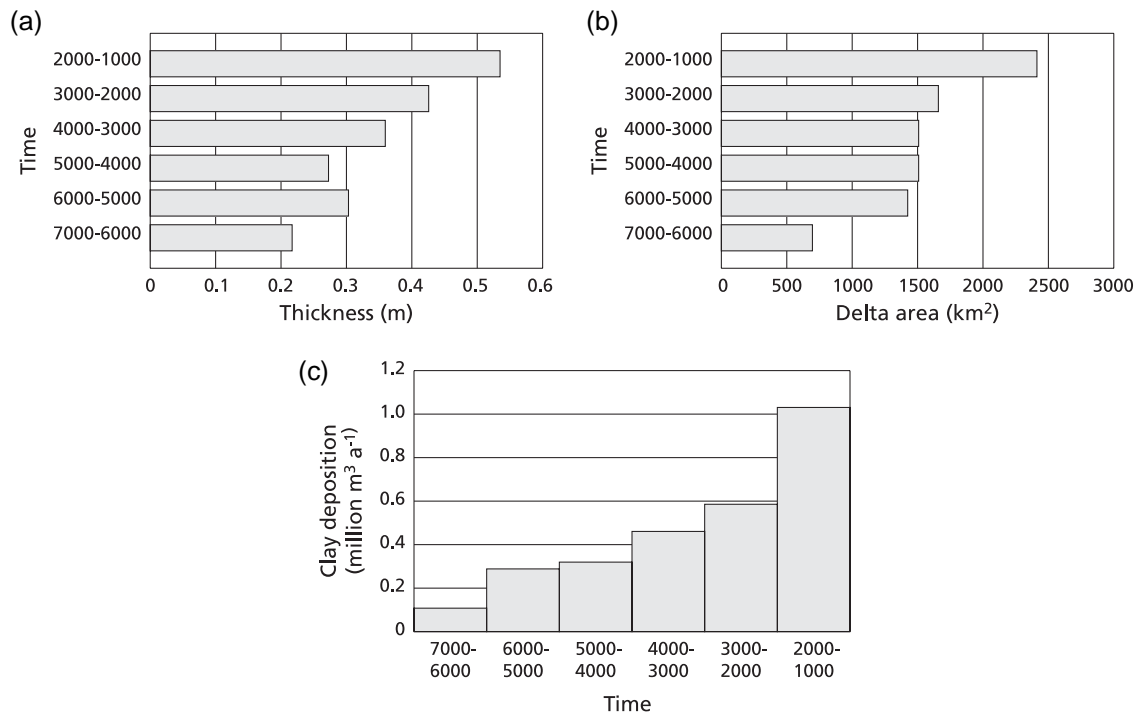 (a)
Time
2000-1000
3000-2000
4000-3000
5000-4000
6000-5000
7000-6000
0 0.1 0.2 0.3 0.4 0.5 0.6
Thickness (m)
(b)
Time
2000-1000
3000-2000
4000-3000
5000-4000
6000-5000
7000-6000
0 500 1000 1500 2000 2500 3000
Delta area (km²)
(c)
Clay deposition
(million m³ a⁻¹)
1.2
1.0
0.8
0.6
0.4
0.2
0
7000- 6000- 5000- 4000- 3000- 2000-
6000 5000 4000 3000 2000 1000
Time